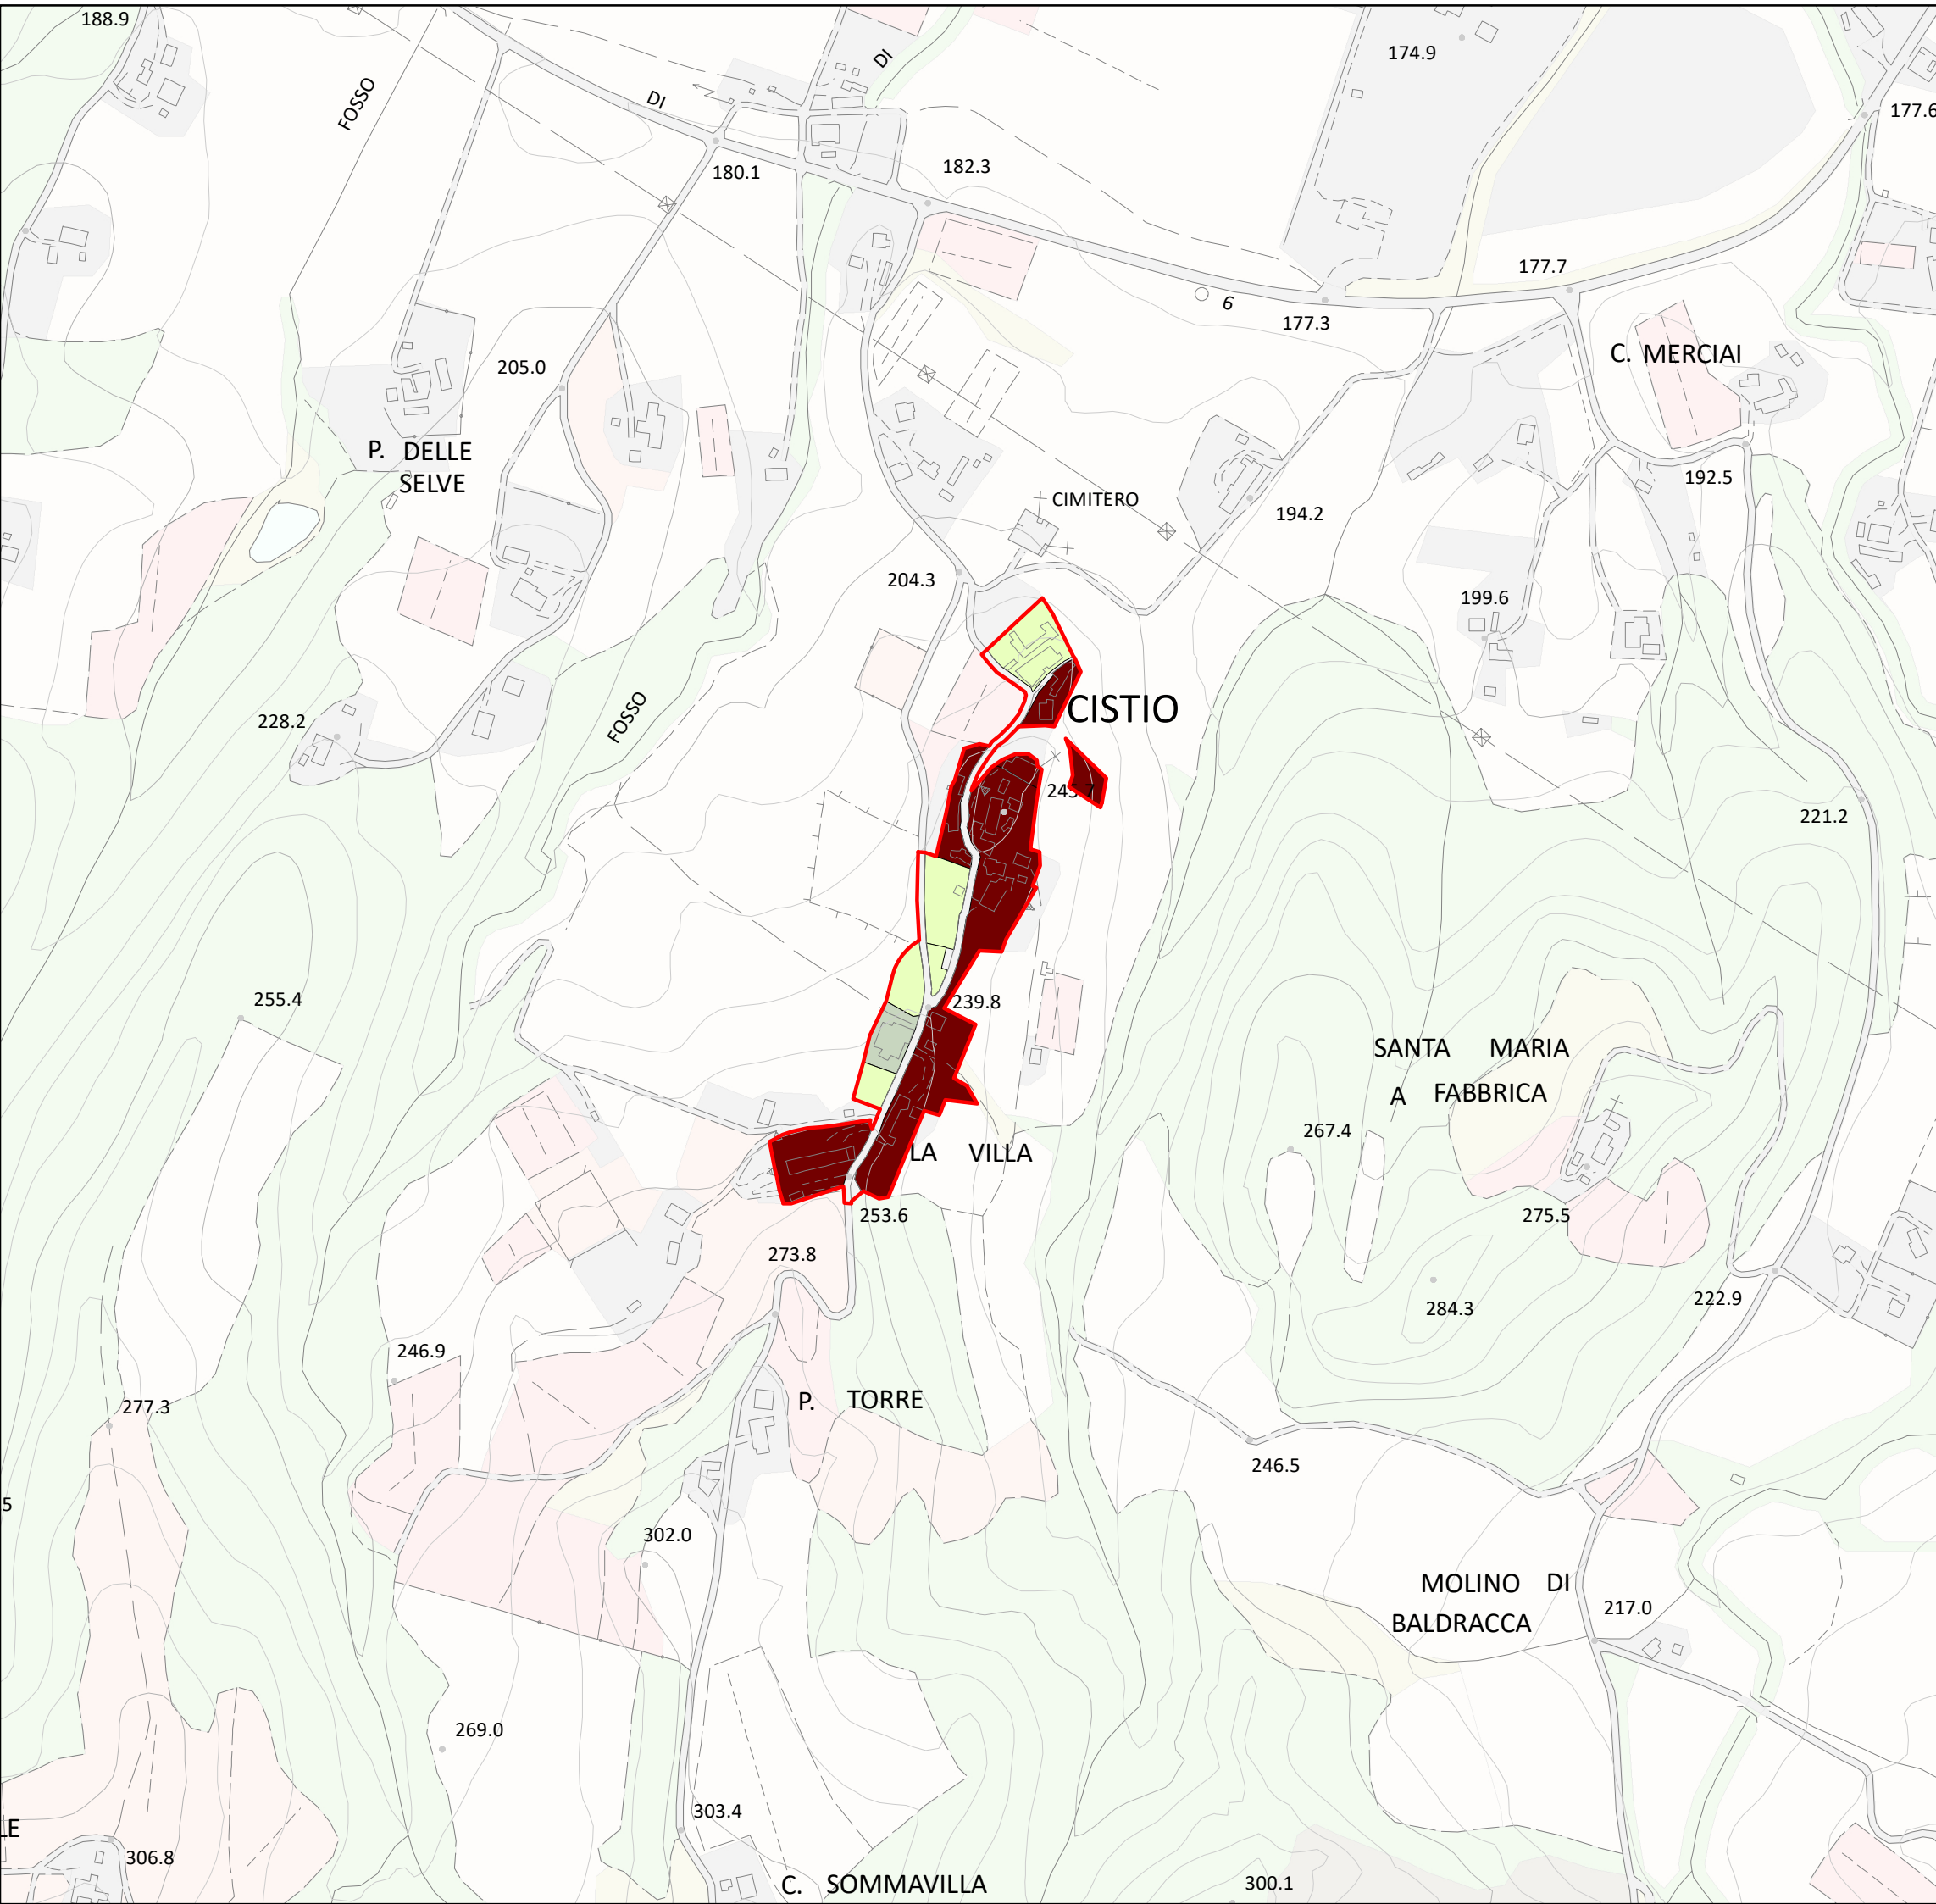 188.9
FOSSO
DI
DI
174.9
177.6
180.1
182.3
177.7
6
177.3
205.0
C. MERCIAI
P. DELLE
SELVE
192.5
CIMITERO
194.2
204.3
199.6
228.2
FOSSO
CISTIO
221.2
255.4
239.8
SANTA MARIA
A FABBRICA
267.4
LA VILLA
253.6
275.5
273.8
284.3
222.9
246.9
277.3
P. TORRE
246.5
5
302.0
MOLINO DI
BALDRACCA
217.0
269.0
303.4
LE
306.8
C. SOMMAVILLA
300.1